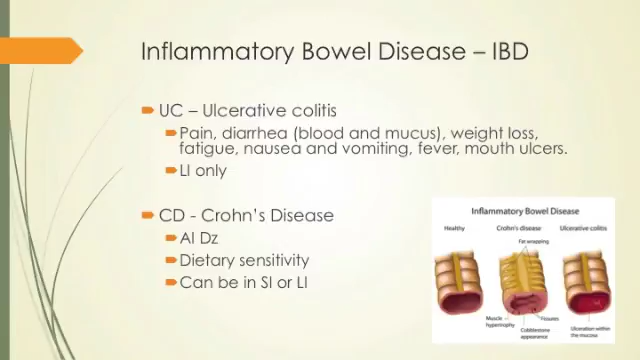 Inflammatory Bowel Disease – IBD
UC – Ulcerative colitis
Pain, diarrhea (blood and mucus), weight loss,
fatigue, nausea and vomiting, fever, mouth ulcers.
LI only
CD - Crohn's Disease
AI Dz
Dietary sensitivity
Can be in SI or LI
Inflammatory Bowel Disease
Healthy
Crohn's disease
Ulcerative colitis
Fat wrapping
Muscle
hypertrophy
Fissures
Cobblestone
appearance
Ulceration within
the mucosa